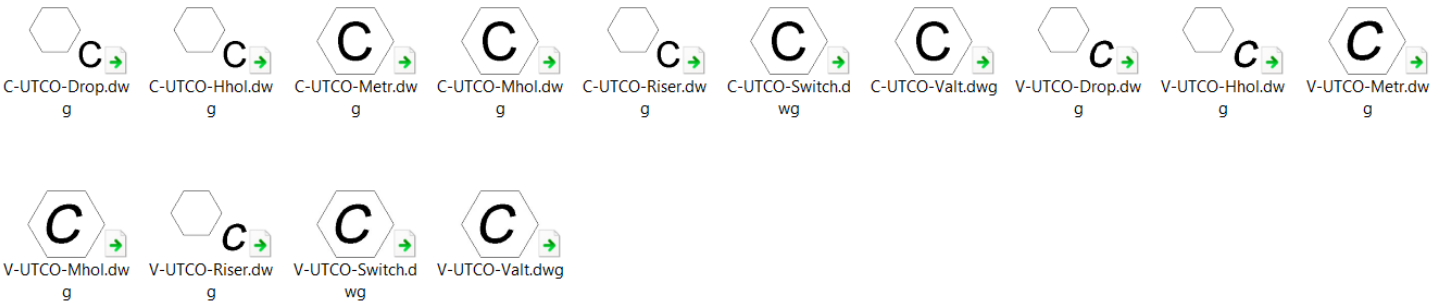 C C C C C C C C C C
C-UTCO-Drop.dw C-UTCO-Hhol.dw C-UTCO-Metr.dw C-UTCO-Mhol.dw C-UTCO-Riser.dw C-UTCO-Switch.d C-UTCO-Valt.dwg V-UTCO-Drop.dw V-UTCO-Hhol.dw V-UTCO-Metr.dw
g g g g g wg g g g
C C C C
V-UTCO-Mhol.dw V-UTCO-Riser.dw V-UTCO-Switch.d V-UTCO-Valt.dwg
g g wg